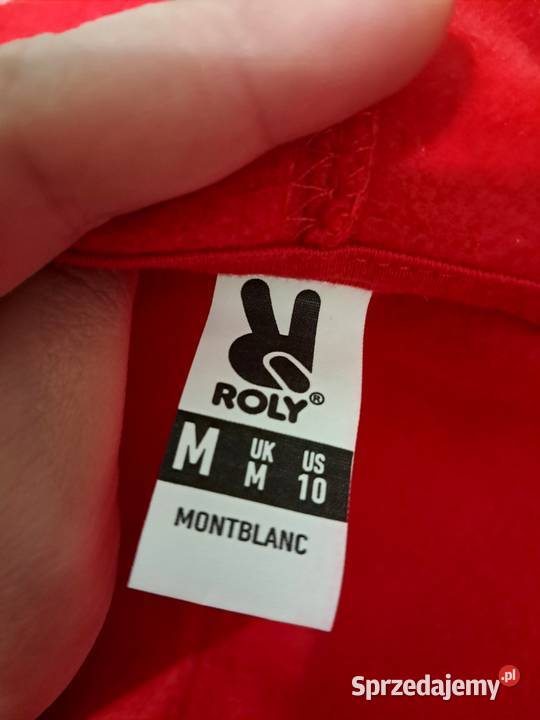 ROLY®
M UK M US 10
MONTBLANC
Sprzedajemy.pl